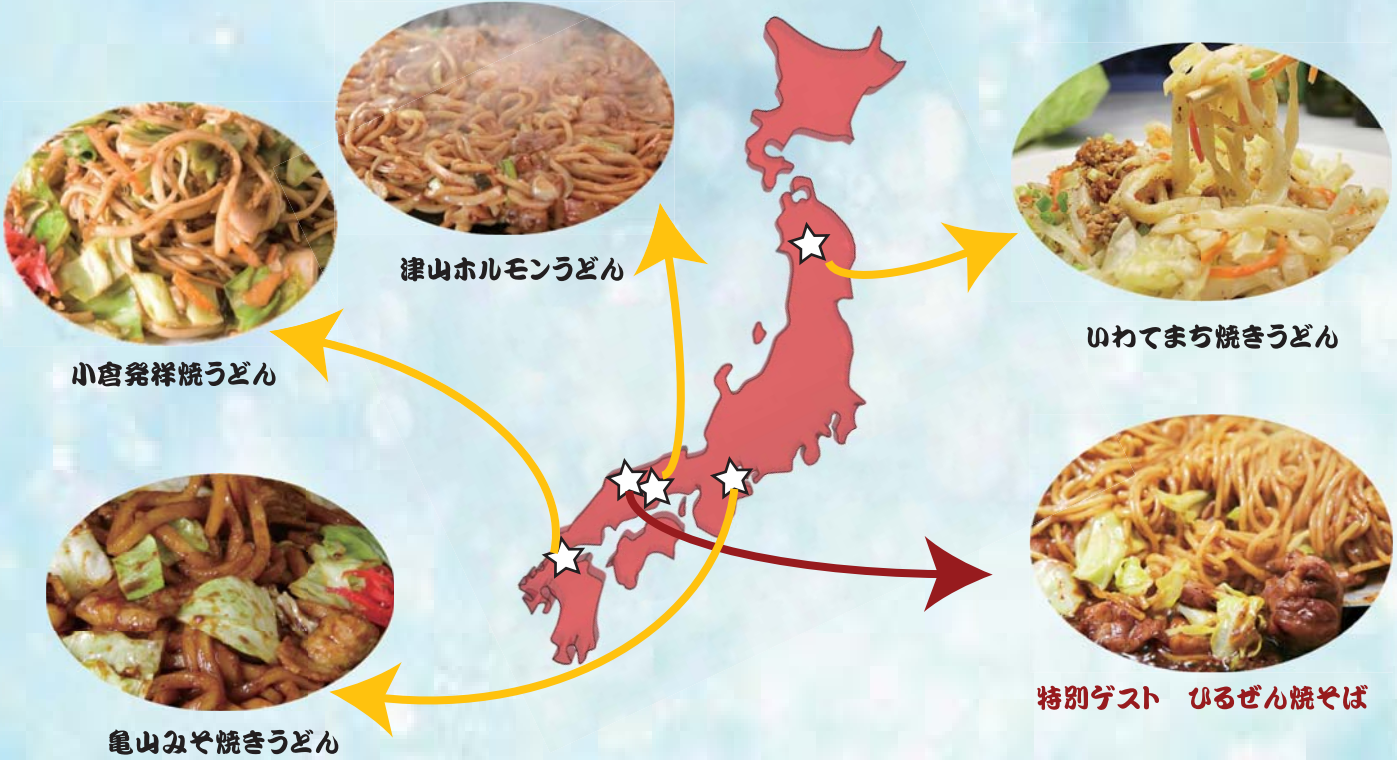 津山ホルモンうどん
いわてまち焼きうどん
小倉発祥焼うどん
特別ゲスト　ひるぜん焼そば
亀山みそ焼きうどん